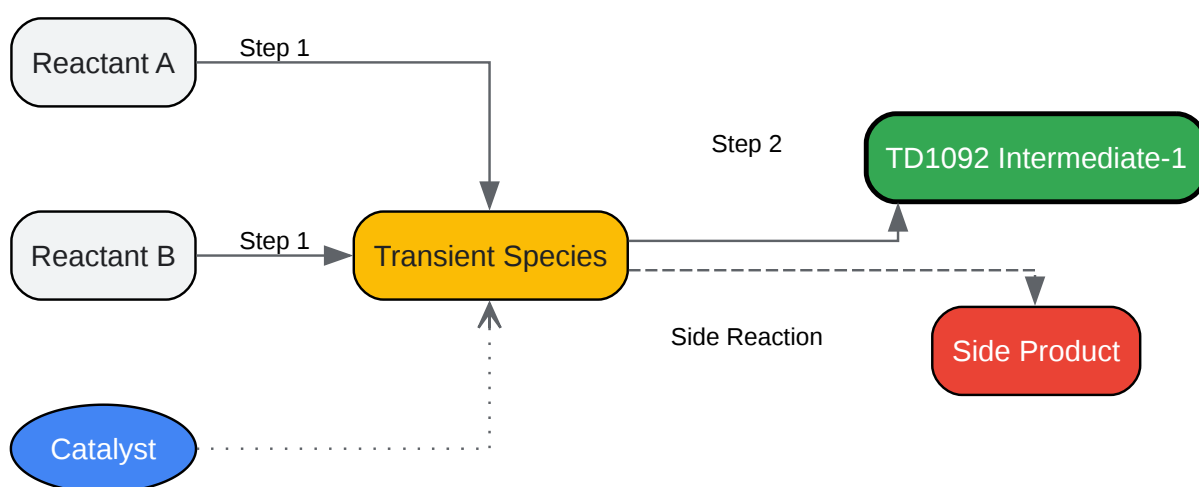 Reactant A
Step 1
Step 2
TD1092 Intermediate-1
Reactant B
Step 1
Transient Species
Side Reaction
Side Product
Catalyst